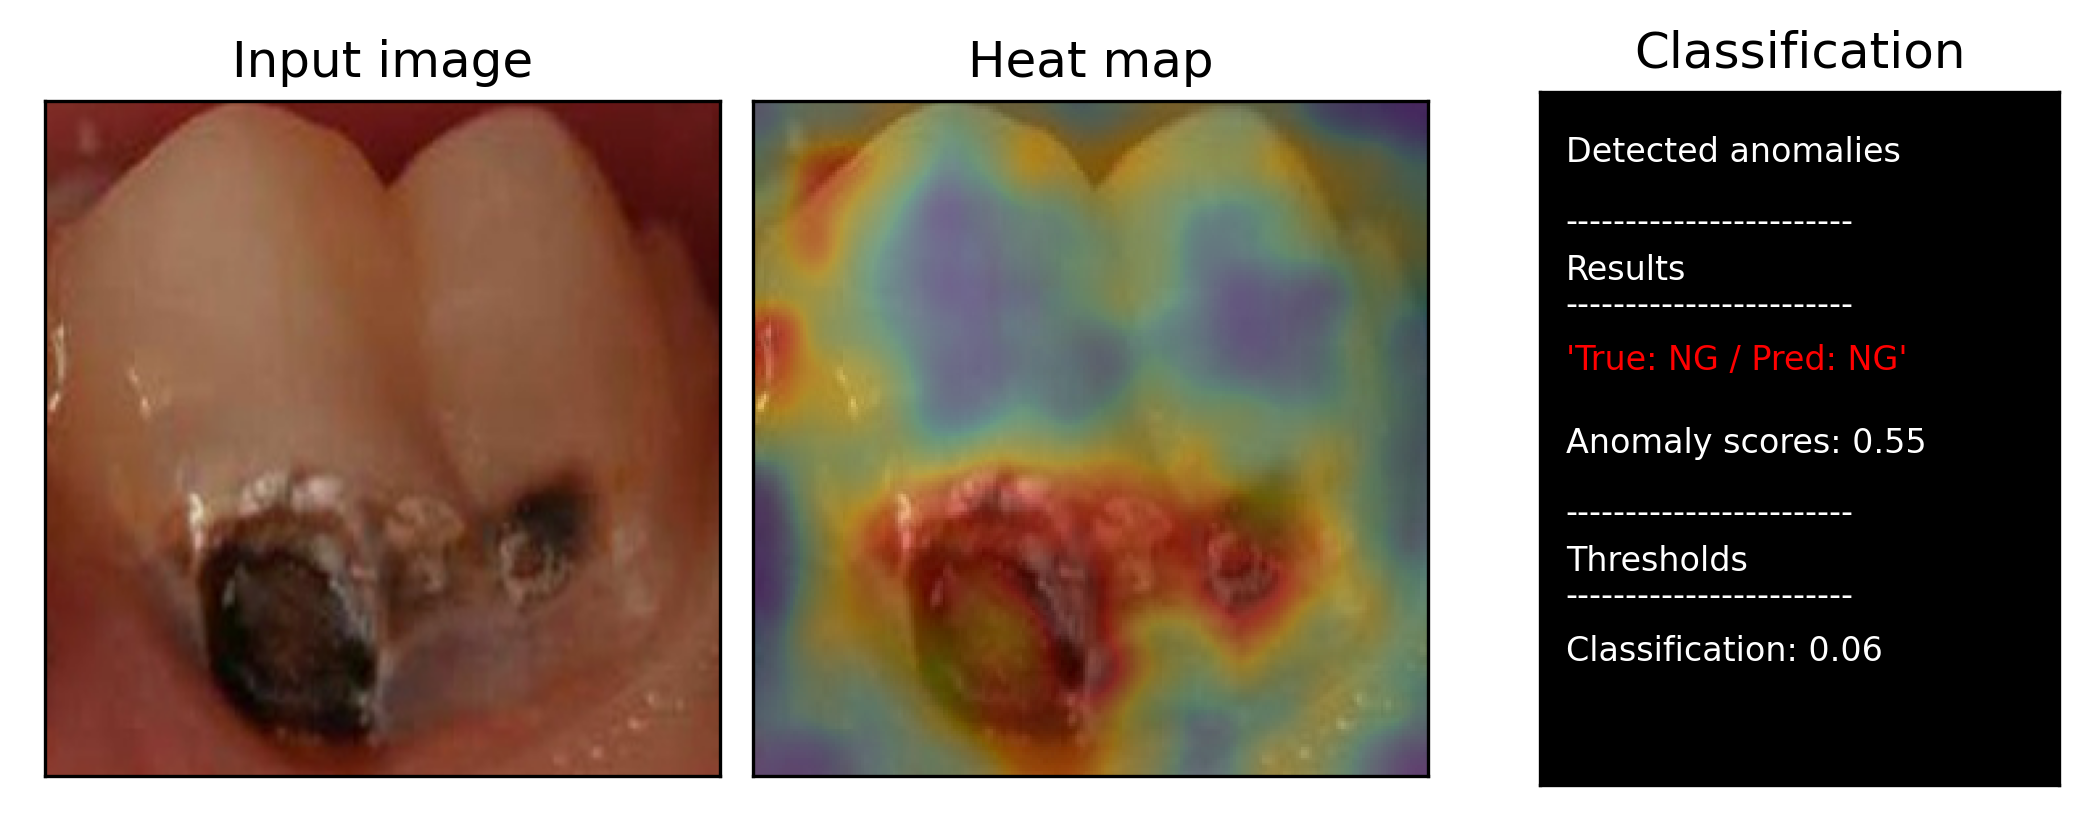 Input image
Heat map
Classification
Detected anomalies
------------------------
Results
------------------------
'True: NG / Pred: NG'
Anomaly scores: 0.55
------------------------
Thresholds
------------------------
Classification: 0.06